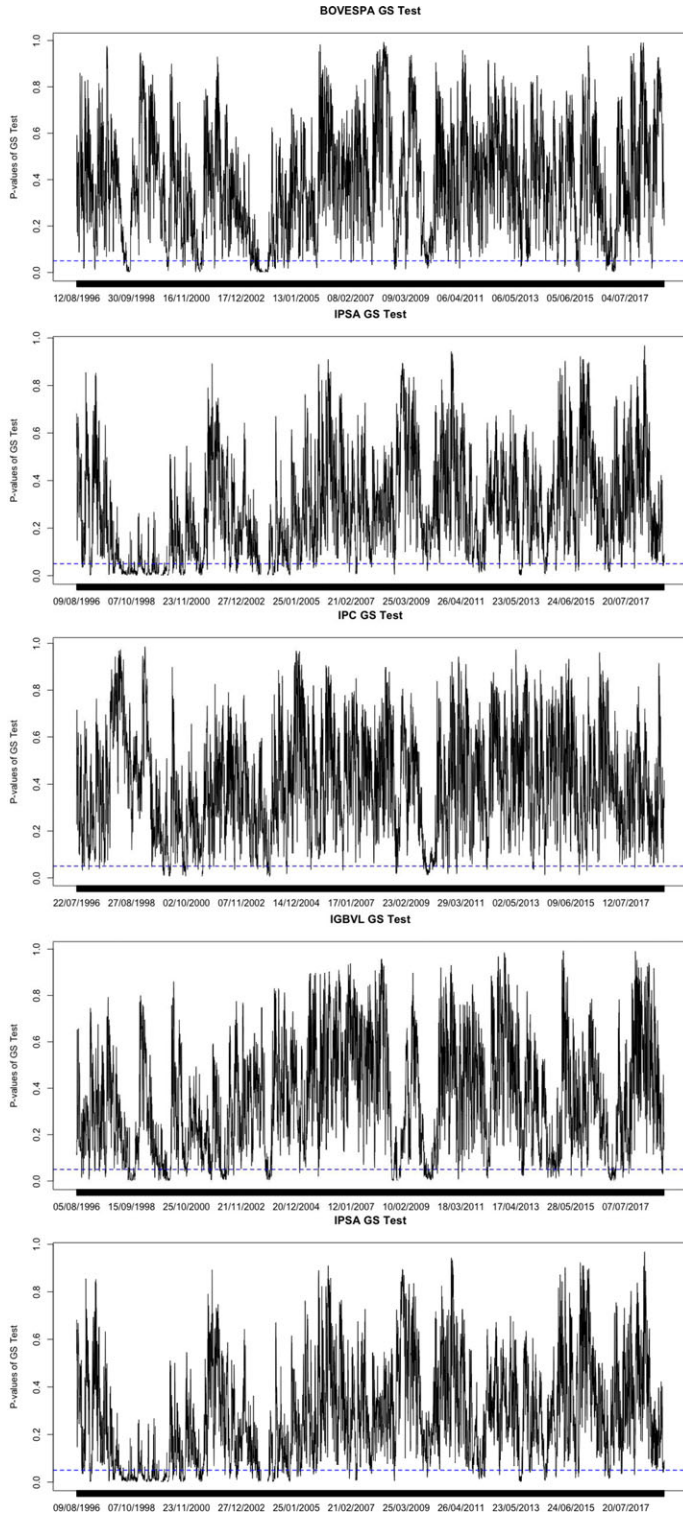 BOVESPA GS Test
P-values of GS Test
0.0 0.2 0.4 0.6 0.8 1.0
12/08/1996 30/09/1998 16/11/2000 17/12/2002 13/01/2005 08/02/2007 09/03/2009 06/04/2011 06/05/2013 05/06/2015 04/07/2017
IPSA GS Test
P-values of GS Test
0.0 0.2 0.4 0.6 0.8 1.0
09/08/1996 07/10/1998 23/11/2000 27/12/2002 25/01/2005 21/02/2007 25/03/2009 26/04/2011 23/05/2013 24/06/2015 20/07/2017
IPC GS Test
P-values of GS Test
0.0 0.2 0.4 0.6 0.8 1.0
22/07/1996 27/08/1998 02/10/2000 07/11/2002 14/12/2004 17/01/2007 23/02/2009 29/03/2011 02/05/2013 09/06/2015 12/07/2017
IGBVL GS Test
P-values of GS Test
0.0 0.2 0.4 0.6 0.8 1.0
05/08/1996 15/09/1998 25/10/2000 21/11/2002 20/12/2004 12/01/2007 10/02/2009 18/03/2011 17/04/2013 28/05/2015 07/07/2017
IPSA GS Test
P-values of GS Test
0.0 0.2 0.4 0.6 0.8 1.0
09/08/1996 07/10/1998 23/11/2000 27/12/2002 25/01/2005 21/02/2007 25/03/2009 26/04/2011 23/05/2013 24/06/2015 20/07/2017